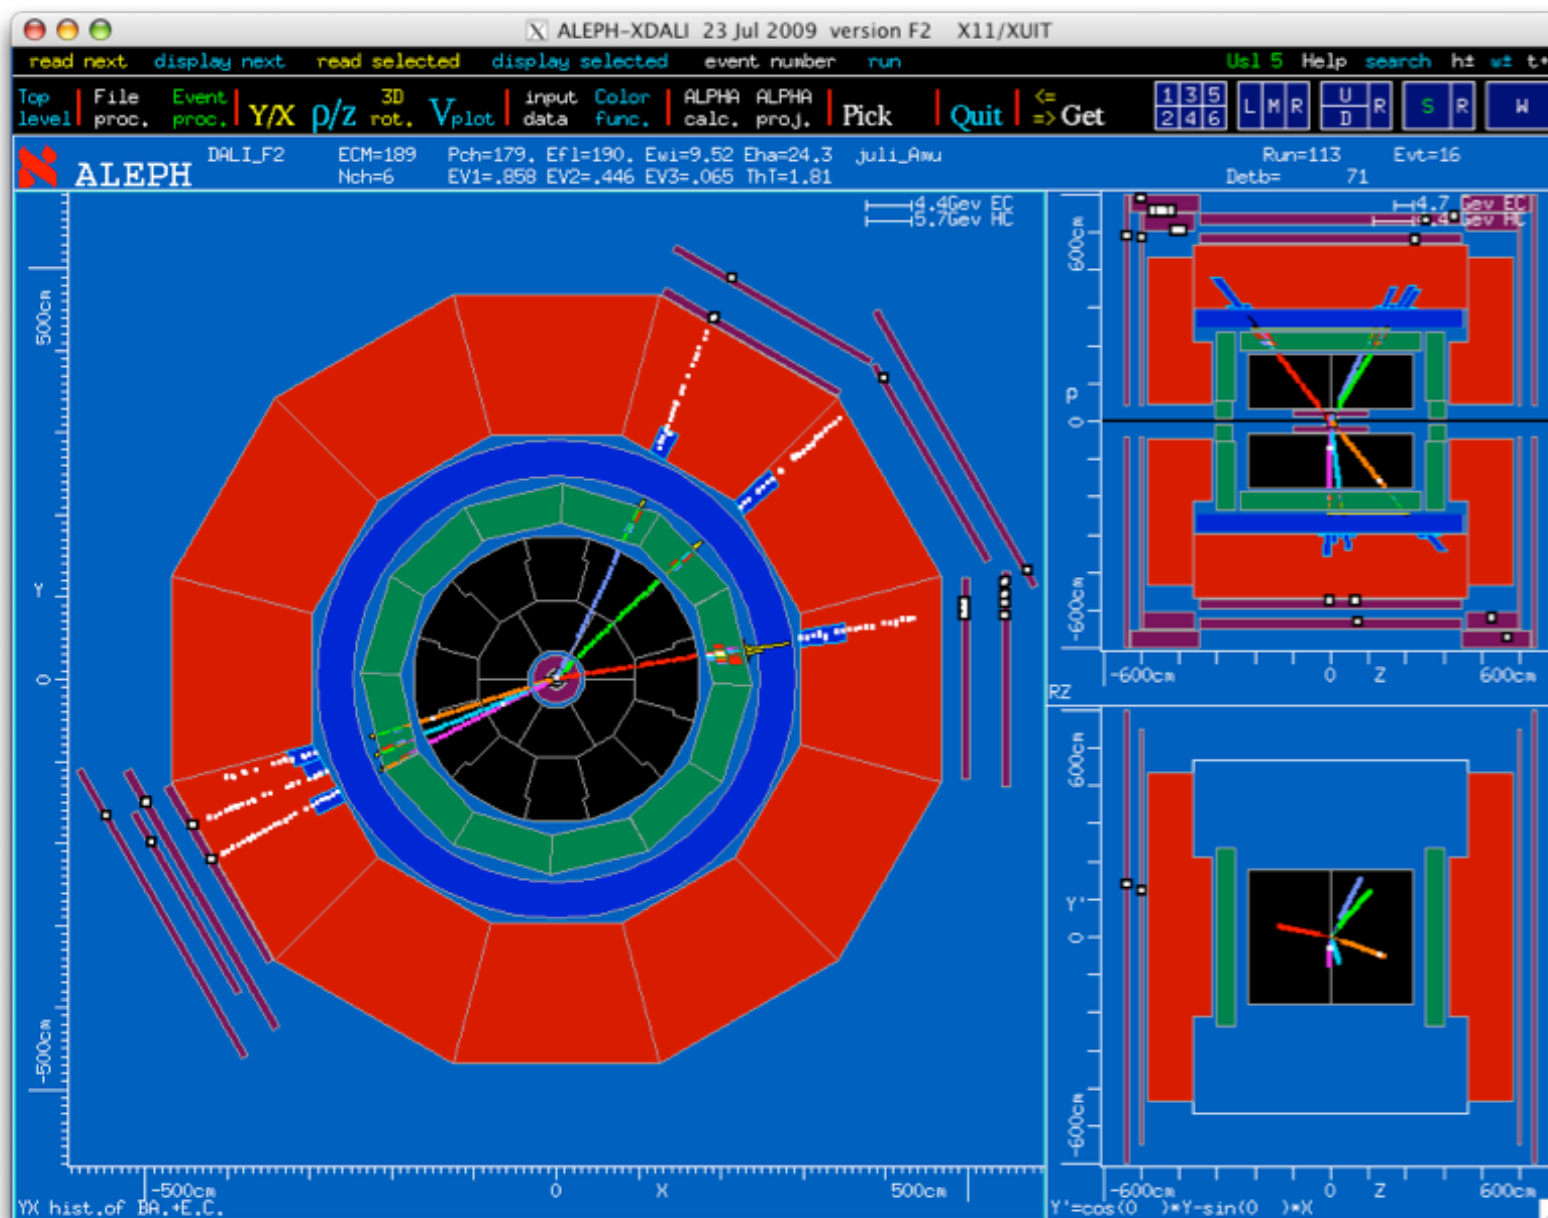 ALEPH-XDALI 23 Jul 2009 version F2 X11/XUIT
read next display next read selected display selected event number run Usl 5 Help search h± w± t+
Top level File proc. Event proc. Y/X ρ/z 3D rot. Vplot input data Color func. ALPHA calc. ALPHA proj. Pick Quit <= => Get 1 3 5 2 4 6 L M R U D R S R W
ALEPH DALI_F2 ECM=189 Pch=179. Efl=190. Ewi=9.52 Eha=24.3 juli_Amu Run=113 Evt=16
Nch=6 EV1=.858 EV2=.446 EV3=.065 ThT=1.81 Detb= 71
4.4Gev EC
5.7Gev HC
500cm
Y
0
-500cm
-500cm 0 X 500cm
YX hist.of BA.+E.C.
4.7 Gev EC
Gev HC
600cm
ρ
0
-600cm
-600cm 0 Z 600cm
RZ
600cm
Y'
0
-600cm
-600cm 0 Z 600cm
Y'=cos(0 )*Y-sin(0 )*X